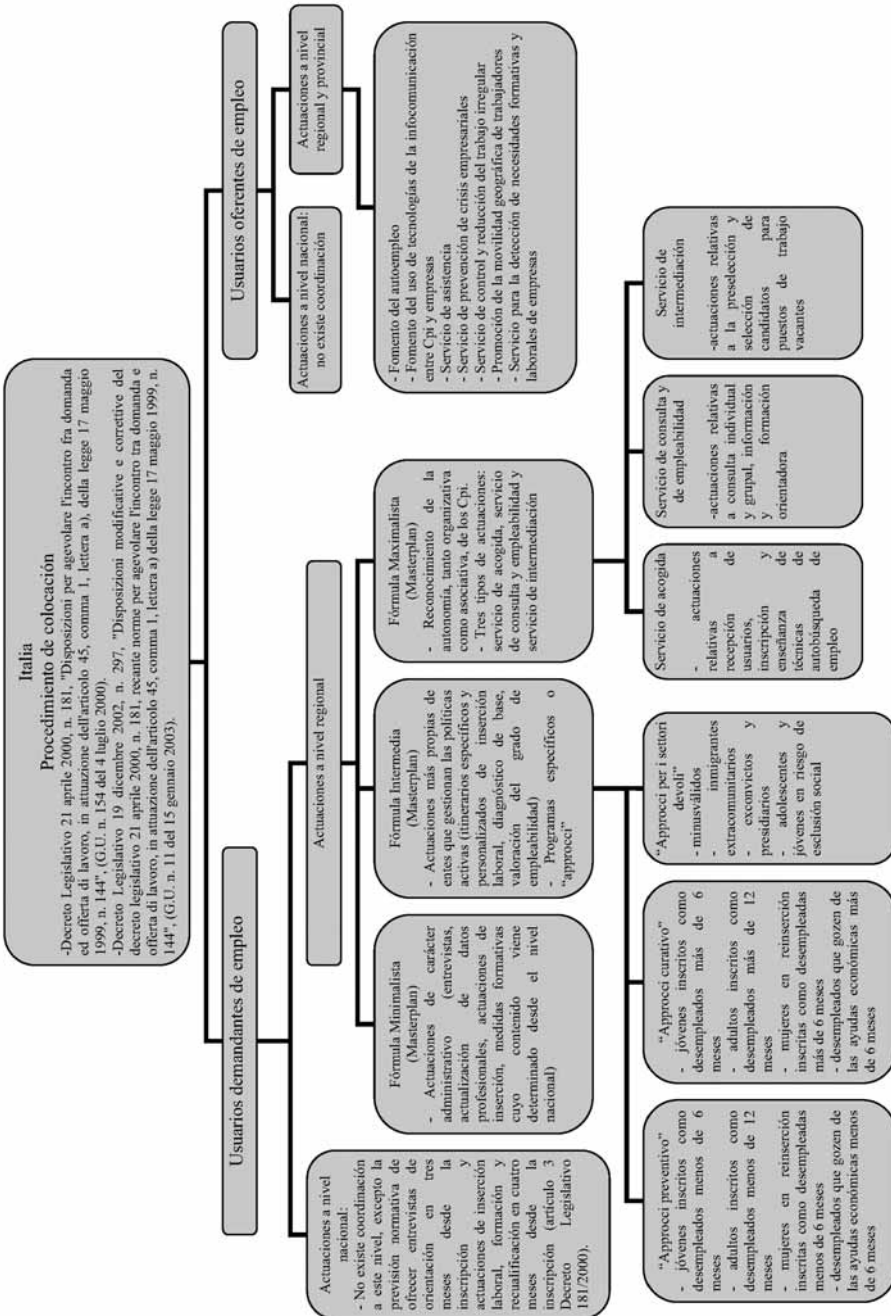 Italia
Procedimiento de colocación
-Decreto Legislativo 21 aprile 2000, n. 181, "Disposizioni per agevolare l'incontro fra domanda
ed offerta di lavoro, in attuazione dell'articolo 45, comma 1, lettera a), della legge 17 maggio
1999, n. 144", (G.U. n. 154 del 4 luglio 2000).
-Decreto Legislativo 19 dicembre 2002, n. 297, "Disposizioni modificative e correttive del
decreto legislativo 21 aprile 2000, n. 181, recante norme per agevolare l'incontro tra domanda e
offerta di lavoro, in attuazione dell'articolo 45, comma 1, lettera a) della legge 17 maggio 1999, n.
144", (G.U. n. 11 del 15 gennaio 2003).
Usuarios demandantes de empleo
Usuarios oferentes de empleo
Actuaciones a nivel
nacional:
- No existe coordinación
a este nivel, excepto la
previsión normativa de
ofrecer entrevistas de
orientación en tres
meses desde la
inscripción y
actuaciones de inserción
laboral, formación y
recualificación en cuatro
meses desde la
inscripción (artículo 3
Decreto Legislativo
181/2000),
Actuaciones a nivel regional
Actuaciones a nivel nacional:
no existe coordinación
Actuaciones a nivel
regional y provincial
Fórmula Minimalista
(Masterplan)
- Actuaciones de carácter
administrativo (entrevistas,
actualización de datos
profesionales, actuaciones de
inserción, medidas formativas
cuyo contenido viene
determinado desde el nivel
nacional)
Fórmula Intermedia
(Masterplan)
- Actuaciones más propias de
entes que gestionan las políticas
activas (itinerarios específicos y
personalizados de inserción
laboral, diagnóstico de base,
valoración del grado de
empleabilidad)
- Programas específicos o
"approcci"
Fórmula Maximalista
(Masterplan)
- Reconocimiento de la
autonomía, tanto organizativa
como asociativa, de los Cpi.
- Tres tipos de actuaciones:
servicio de acogida, servicio
de consulta y empleabilidad y
servicio de intermediación
- Fomento del autoempleo
- Fomento del uso de tecnologías de la infocomunicación
entre Cpi y empresas
- Servicio de asistencia
- Servicio de prevención de crisis empresariales
- Servicio de control y reducción del trabajo irregular
- Promoción de la movilidad geográfica de trabajadores
- Servicio para la detección de necesidades formativas y
laborales de empresas
"Approcci preventivo"
- jóvenes inscritos como
desempleados menos de 6
meses
- adultos inscritos como
desempleados menos de 12
meses
- mujeres en reinserción
inscritas como desempleadas
menos de 6 meses
- desempleados que gozen de
las ayudas económicas menos
de 6 meses
"Approcci curativo"
- jóvenes inscritos como
desempleados más de 6
meses
- adultos inscritos como
desempleados más de 12
meses
- mujeres en reinserción
inscritas como desempleadas
más de 6 meses
- desempleados que gozen de
las ayudas económicas más
de 6 meses
"Approcci per i settori
devoli"
- minusválidos
- inmigrantes
extracomunitarios
- exconvictos y
presidiarios
- adolescentes y
jóvenes en riesgo de
esclusión social
Servicio de acogida
- actuaciones
relativas a
recepción de
usuarios,
inscripción y
enseñanza de
técnicas de
autobúsqueda de
empleo
Servicio de consulta y
de empleabilidad
-actuaciones relativas
a consulta individual
y grupal, información
y formación
orientadora
Servicio de
intermediación
-actuaciones relativas
a la preselección y
selección de
candidatos para
puestos de trabajo
vacantes